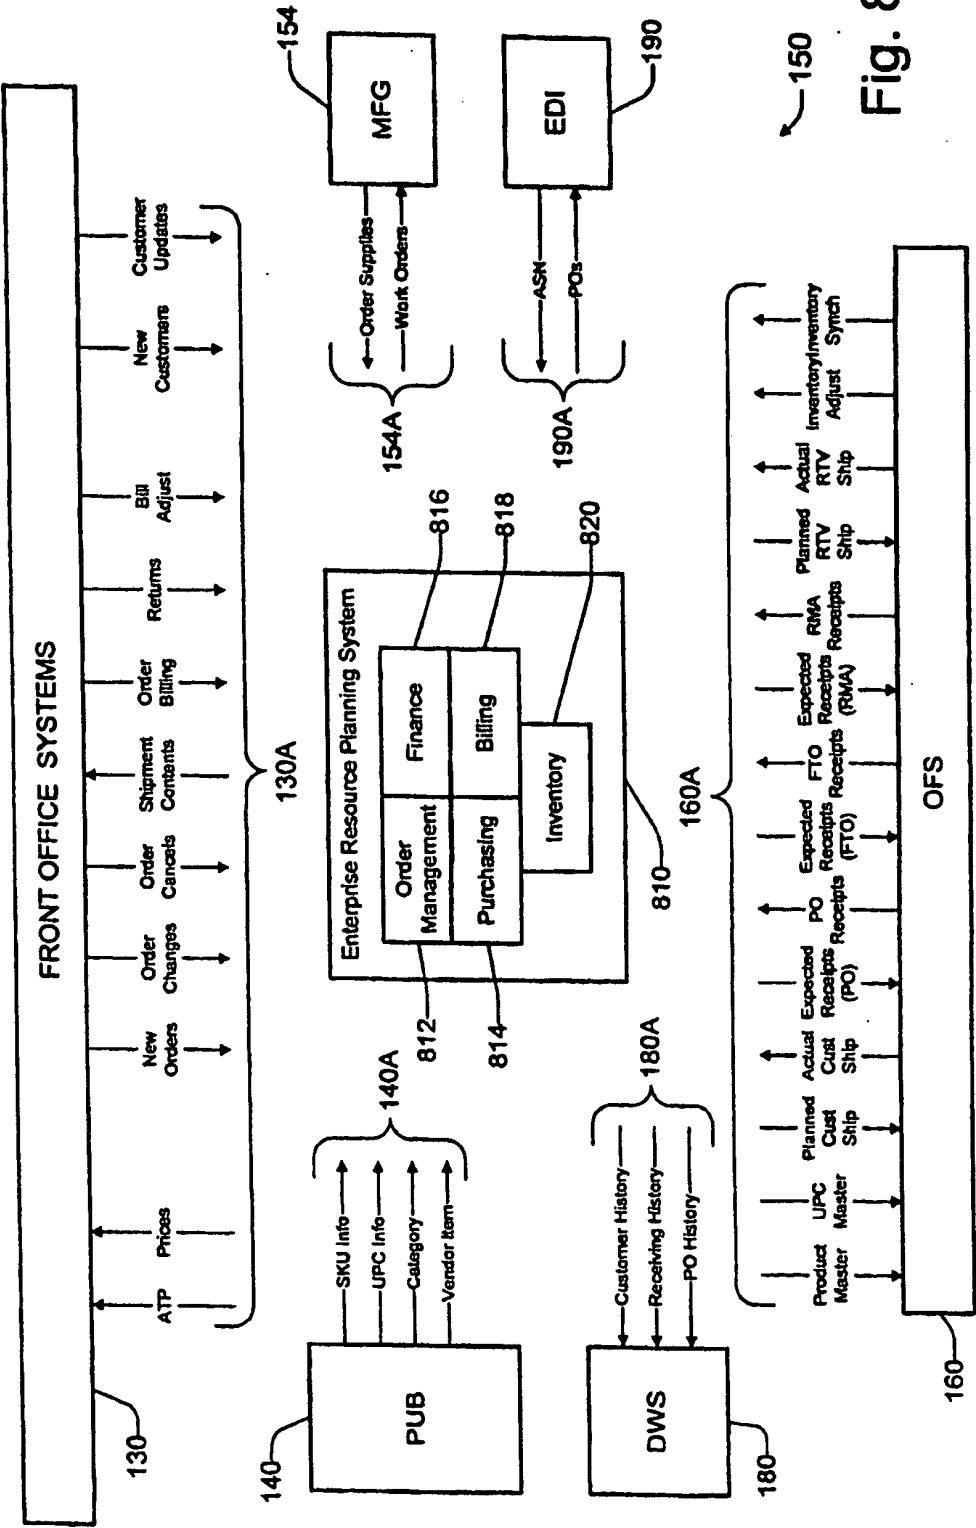 FRONT OFFICE SYSTEMS
130
ATP
Prices
New
Orders
Order
Changes
Order
Cancels
Shipment
Contents
Order
Billing
Returns
Bill
Adjust
New
Customers
Customer
Updates
130A
140
PUB
SKU Info
UPC Info
Category
Vendor Item
140A
Enterprise Resource Planning System
Order
Management
Finance
Purchasing
Billing
Inventory
812
814
816
818
820
810
154
MFG
Order Supplies
Work Orders
154A
190
EDI
ASN
POs
190A
180
DWS
Customer History
Receiving History
PO History
180A
160A
Product
Master
UPC
Master
Planned
Cust
Ship
Actual
Cust
Ship
Expected
Receipts
(PO)
PO
Receipts
Expected
Receipts
(FTO)
FTO
Receipts
Expected
Receipts
(RMA)
RMA
Receipts
Planned
RTV
Ship
Actual
RTV
Ship
Inventory
Adjust
Inventory
Synch
OFS
160
150
Fig. 8